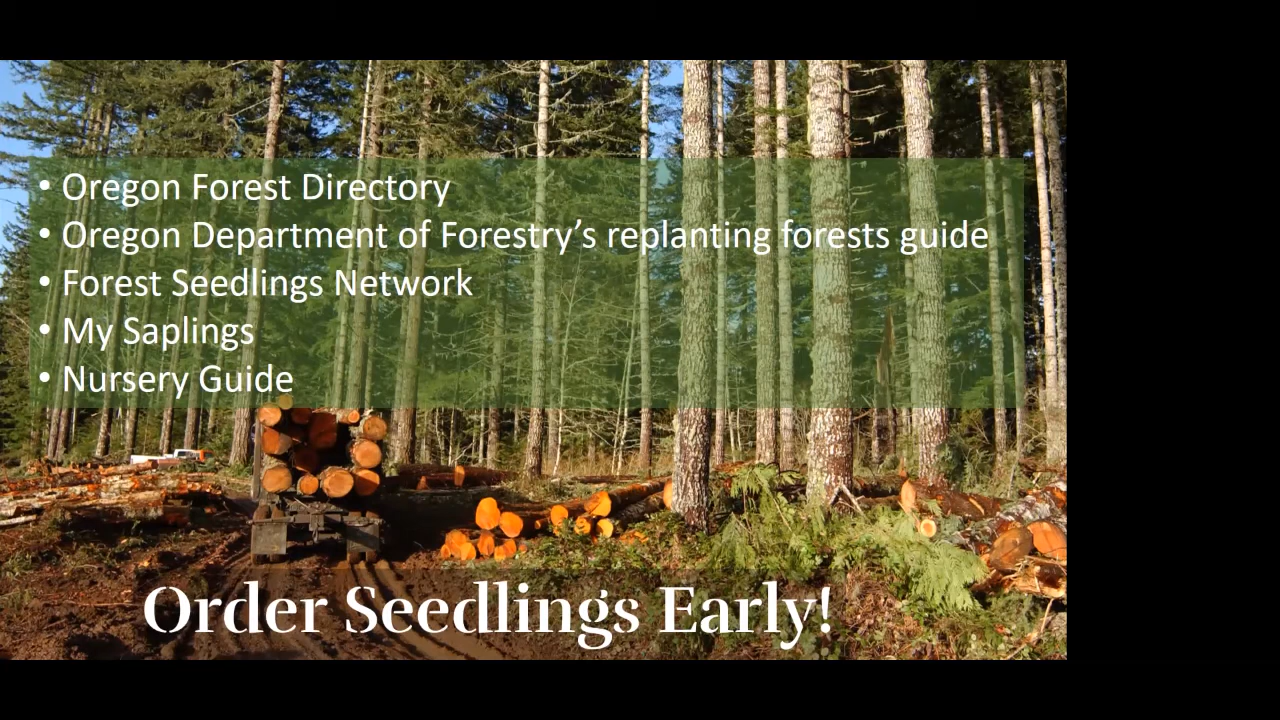 • Oregon Forest Directory
• Oregon Department of Forestry’s replanting forests guide
• Forest Seedlings Network
• My Saplings
• Nursery Guide
Order Seedlings Early!